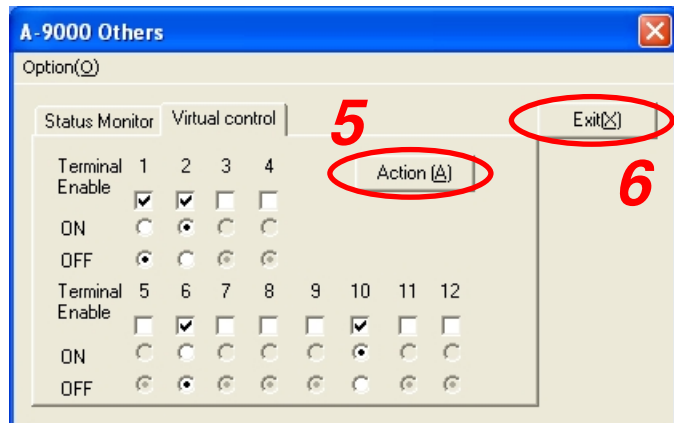 A-9000 Others
Option(O)
Status Monitor Virtual control 5 Exit(X)
Terminal 1 2 3 4 Action (A) 6
Enable
ON
OFF
Terminal 5 6 7 8 9 10 11 12
Enable
ON
OFF